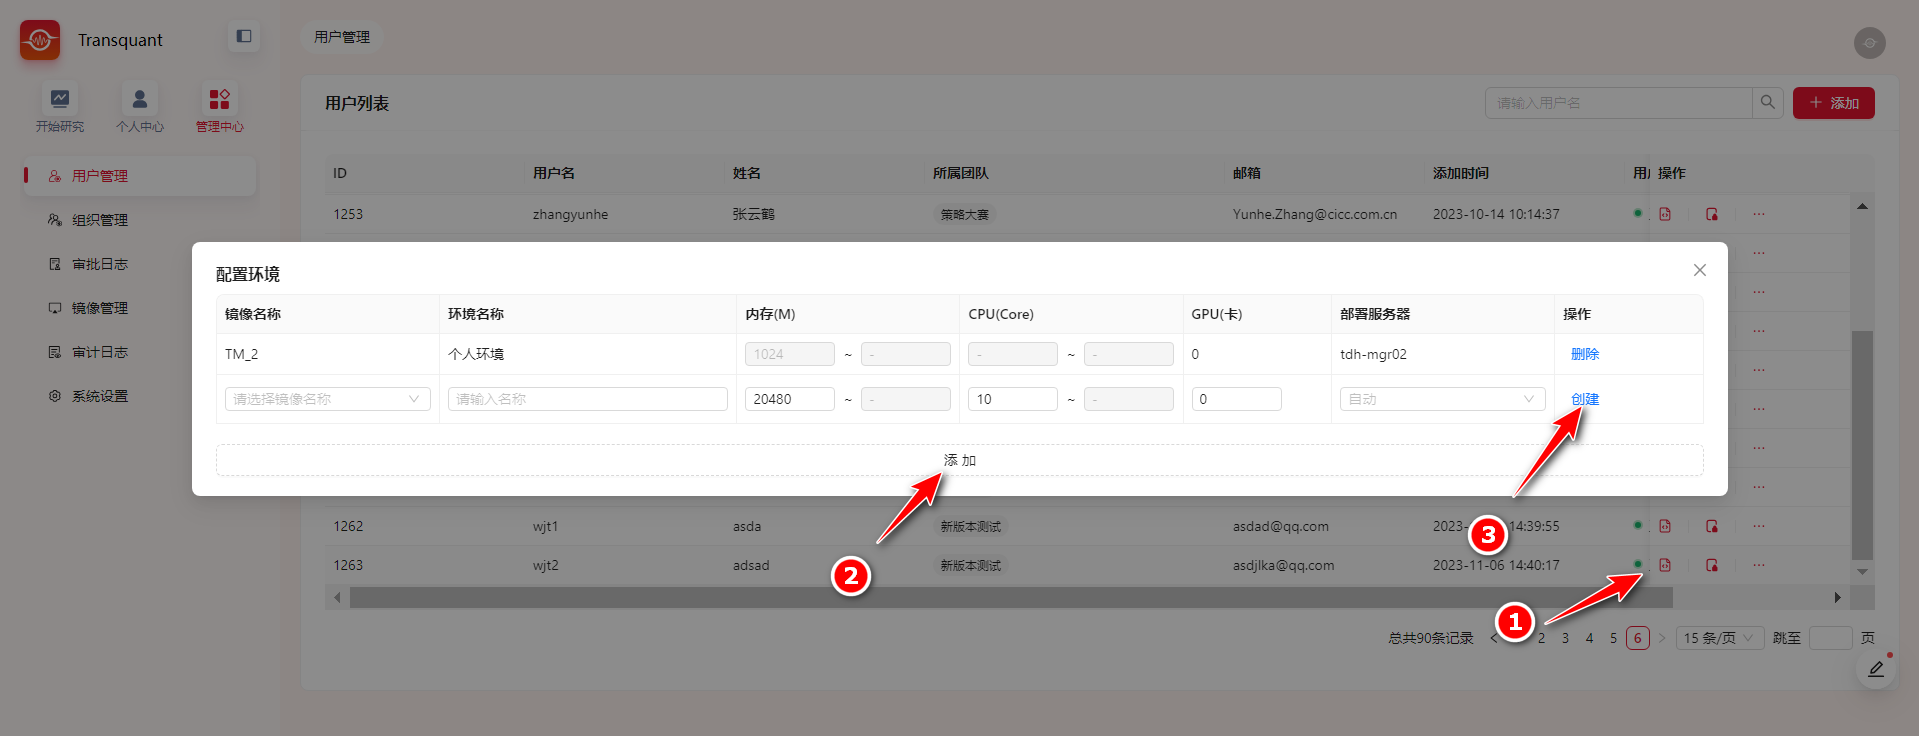 Transquant
用户管理
开始研究
个人中心
管理中心
用户管理
组织管理
审批日志
镜像管理
审计日志
系统设置
用户列表
请输入用户名
添加
ID 用户名 姓名 所属团队 邮箱 添加时间 操作
1253 zhangyunhe 张云鹤 策略大赛 Yunhe.Zhang@cicc.com.cn 2023-10-14 10:14:37
配置环境
镜像名称 环境名称 内存(M) CPU(Core) GPU(卡) 部署服务器 操作
TM_2 个人环境 1024 ~ - - ~ - 0 tdh-mgr02 删除
请选择镜像名称 请输入名称 20480 ~ - 10 ~ - 0 自动 创建
添 加
1262 wjt1 asda 新版本测试 asdad@qq.com 2023- 14:39:55
1263 wjt2 adsad 新版本测试 asdjlka@qq.com 2023-11-06 14:40:17
3
2
1
总共90条记录 < 2 3 4 5 6 > 15 条/页 跳至 页